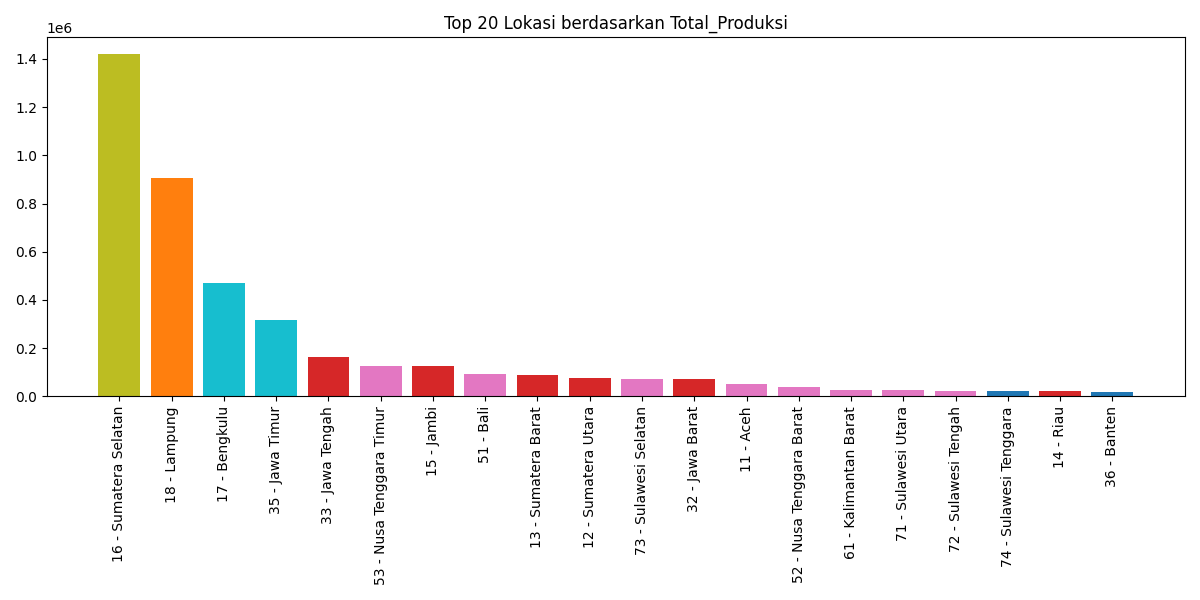 Top 20 Lokasi berdasarkan Total_Produksi
1e6
1.4
1.2
1.0
0.8
0.6
0.4
0.2
0.0
16 - Sumatera Selatan
18 - Lampung
17 - Bengkulu
35 - Jawa Timur
33 - Jawa Tengah
53 - Nusa Tenggara Timur
15 - Jambi
51 - Bali
13 - Sumatera Barat
12 - Sumatera Utara
73 - Sulawesi Selatan
32 - Jawa Barat
11 - Aceh
52 - Nusa Tenggara Barat
61 - Kalimantan Barat
71 - Sulawesi Utara
72 - Sulawesi Tengah
74 - Sulawesi Tenggara
14 - Riau
36 - Banten